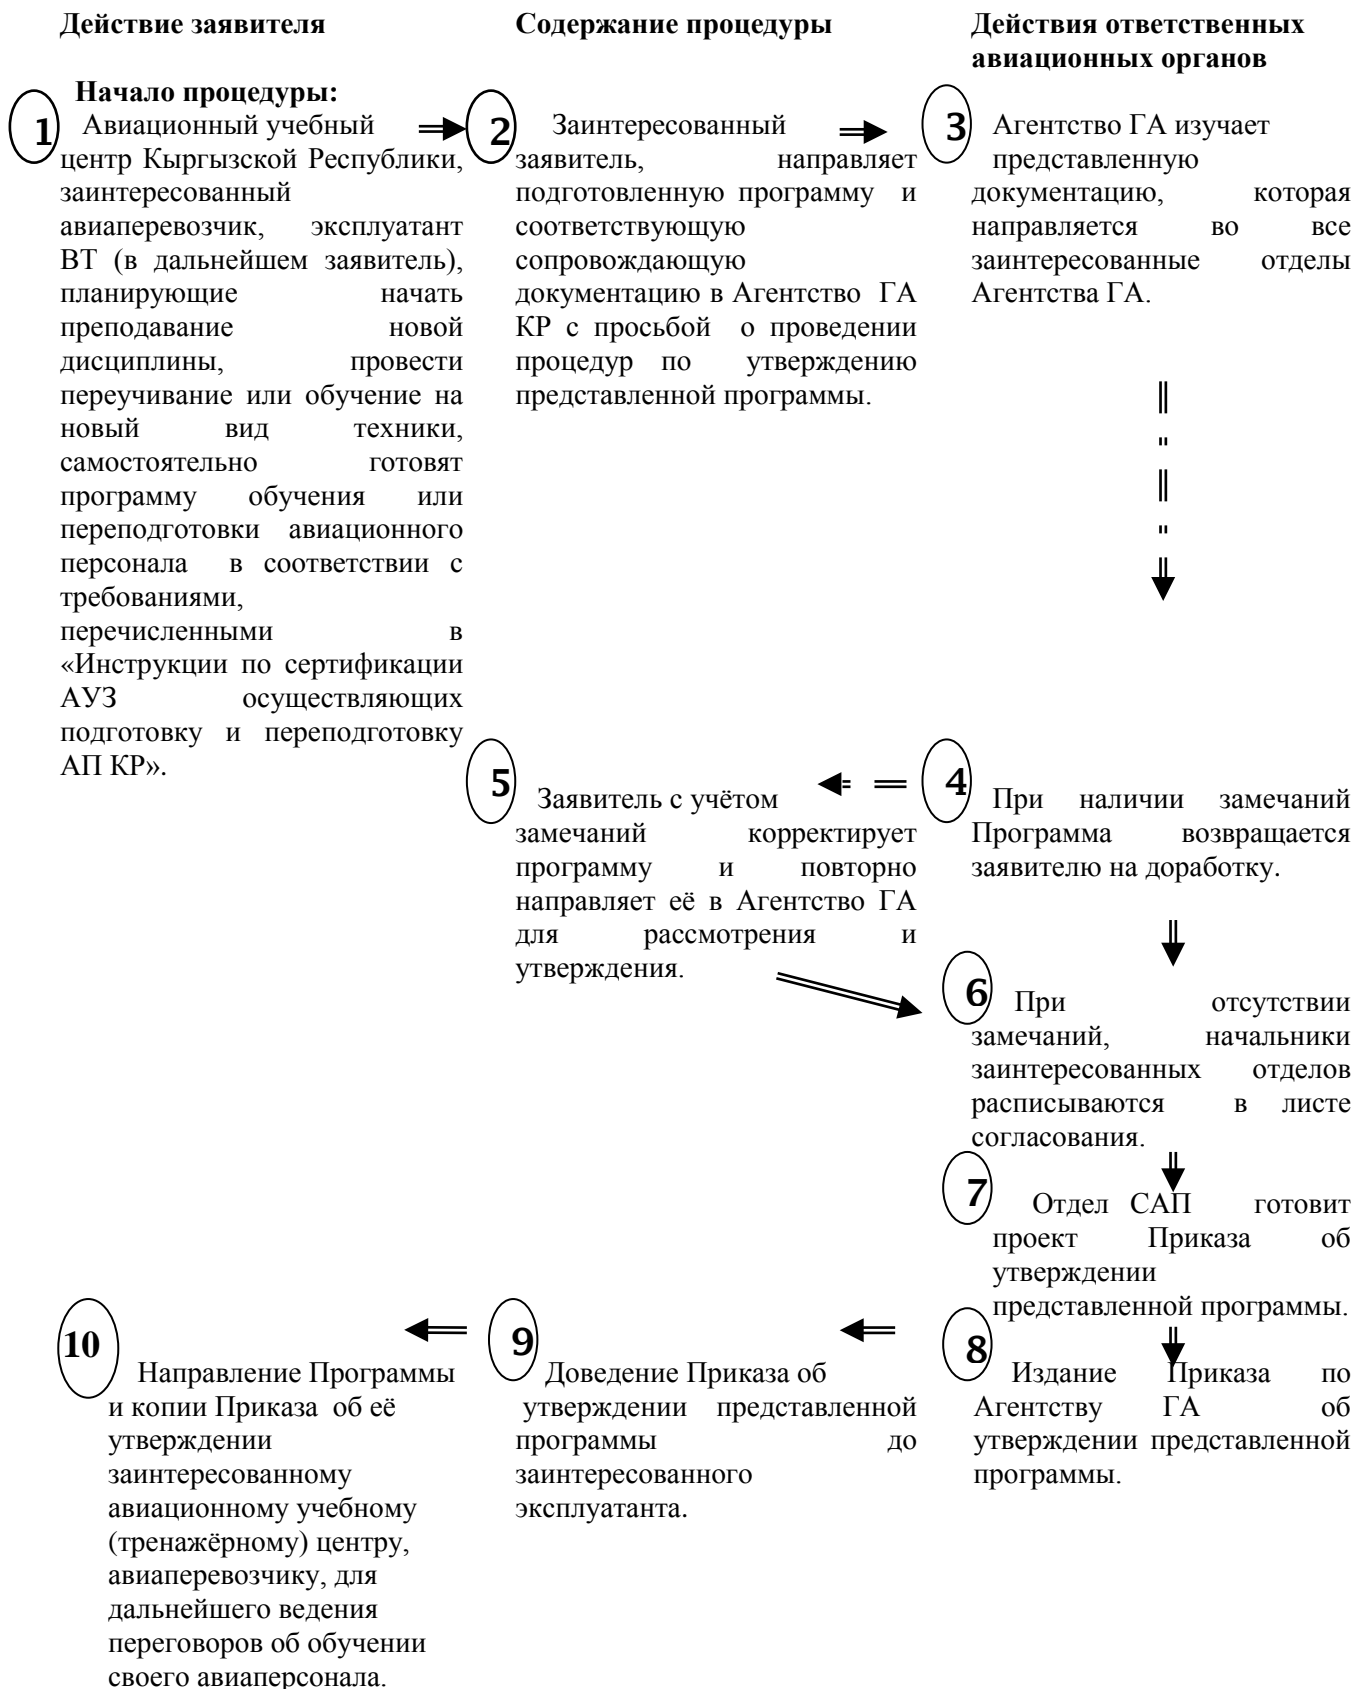 Действие заявителя
Содержание процедуры
Действия ответственных
авиационных органов
Начало процедуры:
1
Авиационный учебный
центр Кыргызской Республики,
заинтересованный
авиаперевозчик, эксплуатант
ВТ (в дальнейшем заявитель),
планирующие начать
преподавание новой
дисциплины, провести
переучивание или обучение на
новый вид техники,
самостоятельно готовят
программу обучения или
переподготовки авиационного
персонала в соответствии с
требованиями,
перечисленными в
«Инструкции по сертификации
АУЗ осуществляющих
подготовку и переподготовку
АП КР».
2
Заинтересованный
заявитель, направляет
подготовленную программу и
соответствующую
сопровождающую
документацию в Агентство ГА
КР с просьбой о проведении
процедур по утверждению
представленной программы.
3
Агентство ГА изучает
представленную
документацию, которая
направляется во все
заинтересованные отделы
Агентства ГА.
4
При наличии замечаний
Программа возвращается
заявителю на доработку.
5
Заявитель с учётом
замечаний корректирует
программу и повторно
направляет её в Агентство ГА
для рассмотрения и
утверждения.
6
При отсутствии
замечаний, начальники
заинтересованных отделов
расписываются в листе
согласования.
7
Отдел САП готовит
проект Приказа об
утверждении
представленной программы.
8
Издание Приказа по
Агентству ГА об
утверждении представленной
программы.
9
Доведение Приказа об
утверждении представленной
программы до
заинтересованного
эксплуатанта.
10
Направление Программы
и копии Приказа об её
утверждении
заинтересованному
авиационному учебному
(тренажёрному) центру,
авиаперевозчику, для
дальнейшего ведения
переговоров об обучении
своего авиаперсонала.